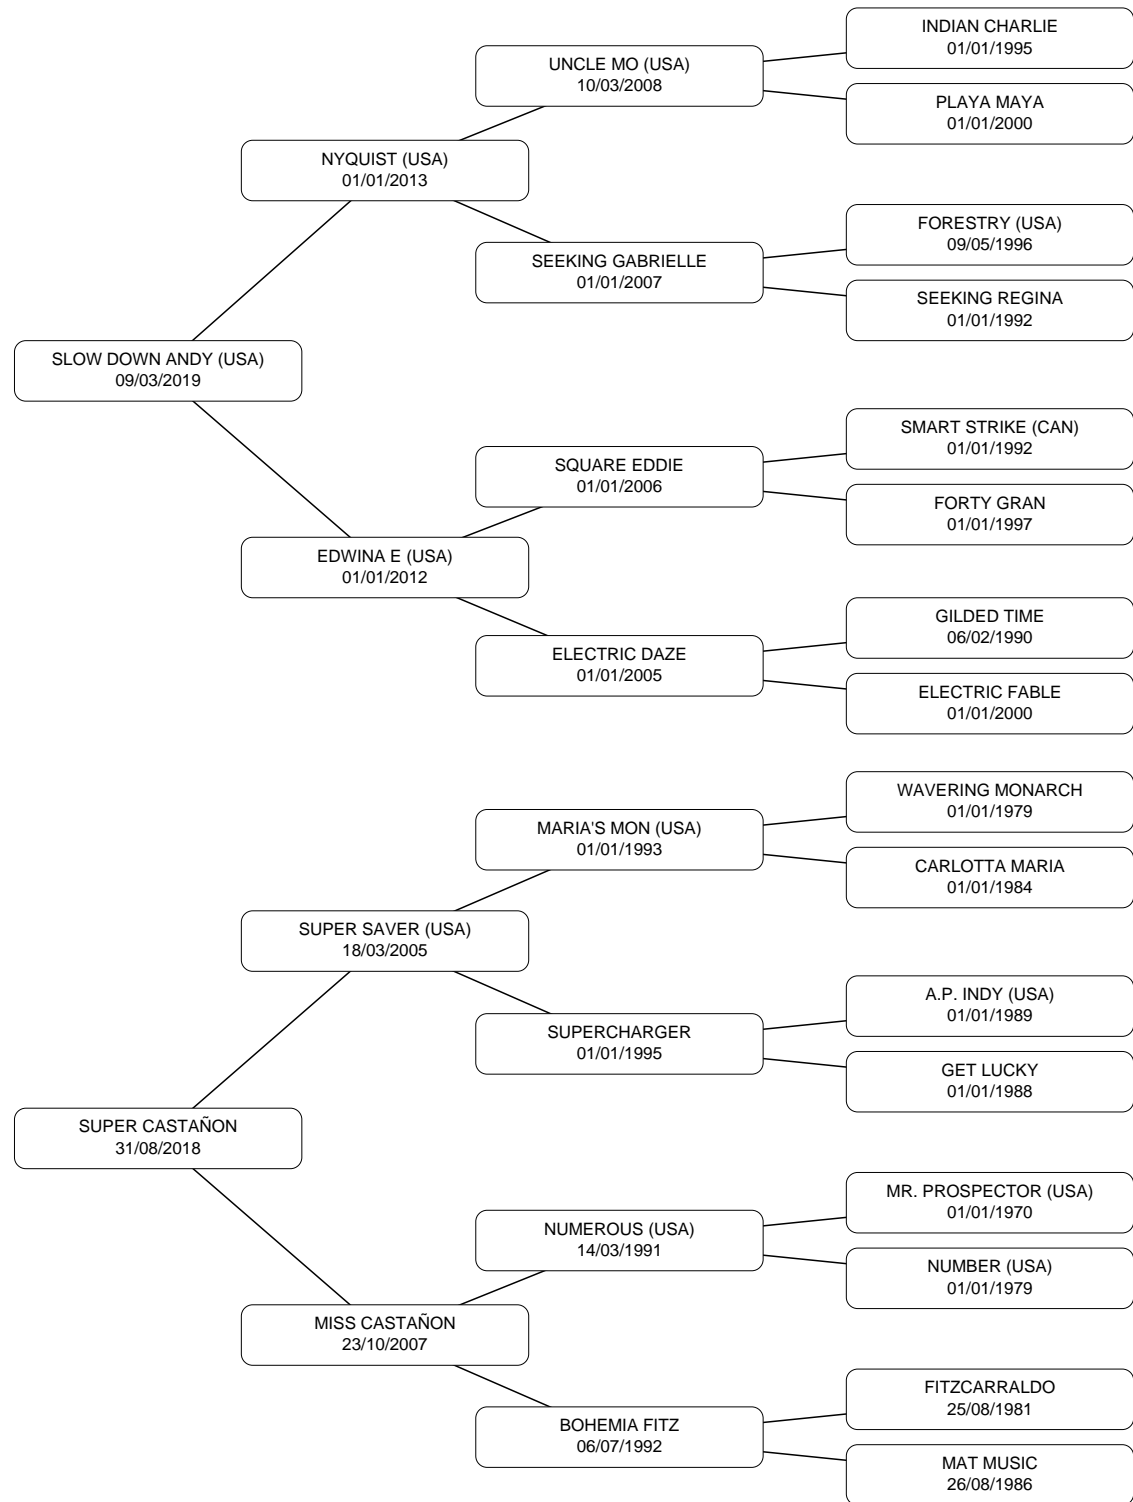 INDIAN CHARLIE
01/01/1995
UNCLE MO (USA)
10/03/2008
PLAYA MAYA
01/01/2000
NYQUIST (USA)
01/01/2013
FORESTRY (USA)
09/05/1996
SEEKING GABRIELLE
01/01/2007
SEEKING REGINA
01/01/1992
SLOW DOWN ANDY (USA)
09/03/2019
SMART STRIKE (CAN)
01/01/1992
SQUARE EDDIE
01/01/2006
FORTY GRAN
01/01/1997
EDWINA E (USA)
01/01/2012
GILDED TIME
06/02/1990
ELECTRIC DAZE
01/01/2005
ELECTRIC FABLE
01/01/2000
WAVERING MONARCH
01/01/1979
MARIA'S MON (USA)
01/01/1993
CARLOTTA MARIA
01/01/1984
SUPER SAVER (USA)
18/03/2005
A.P. INDY (USA)
01/01/1989
SUPERCHARGER
01/01/1995
GET LUCKY
01/01/1988
SUPER CASTAÑON
31/08/2018
MR. PROSPECTOR (USA)
01/01/1970
NUMEROUS (USA)
14/03/1991
NUMBER (USA)
01/01/1979
MISS CASTAÑON
23/10/2007
FITZCARRALDO
25/08/1981
BOHEMIA FITZ
06/07/1992
MAT MUSIC
26/08/1986